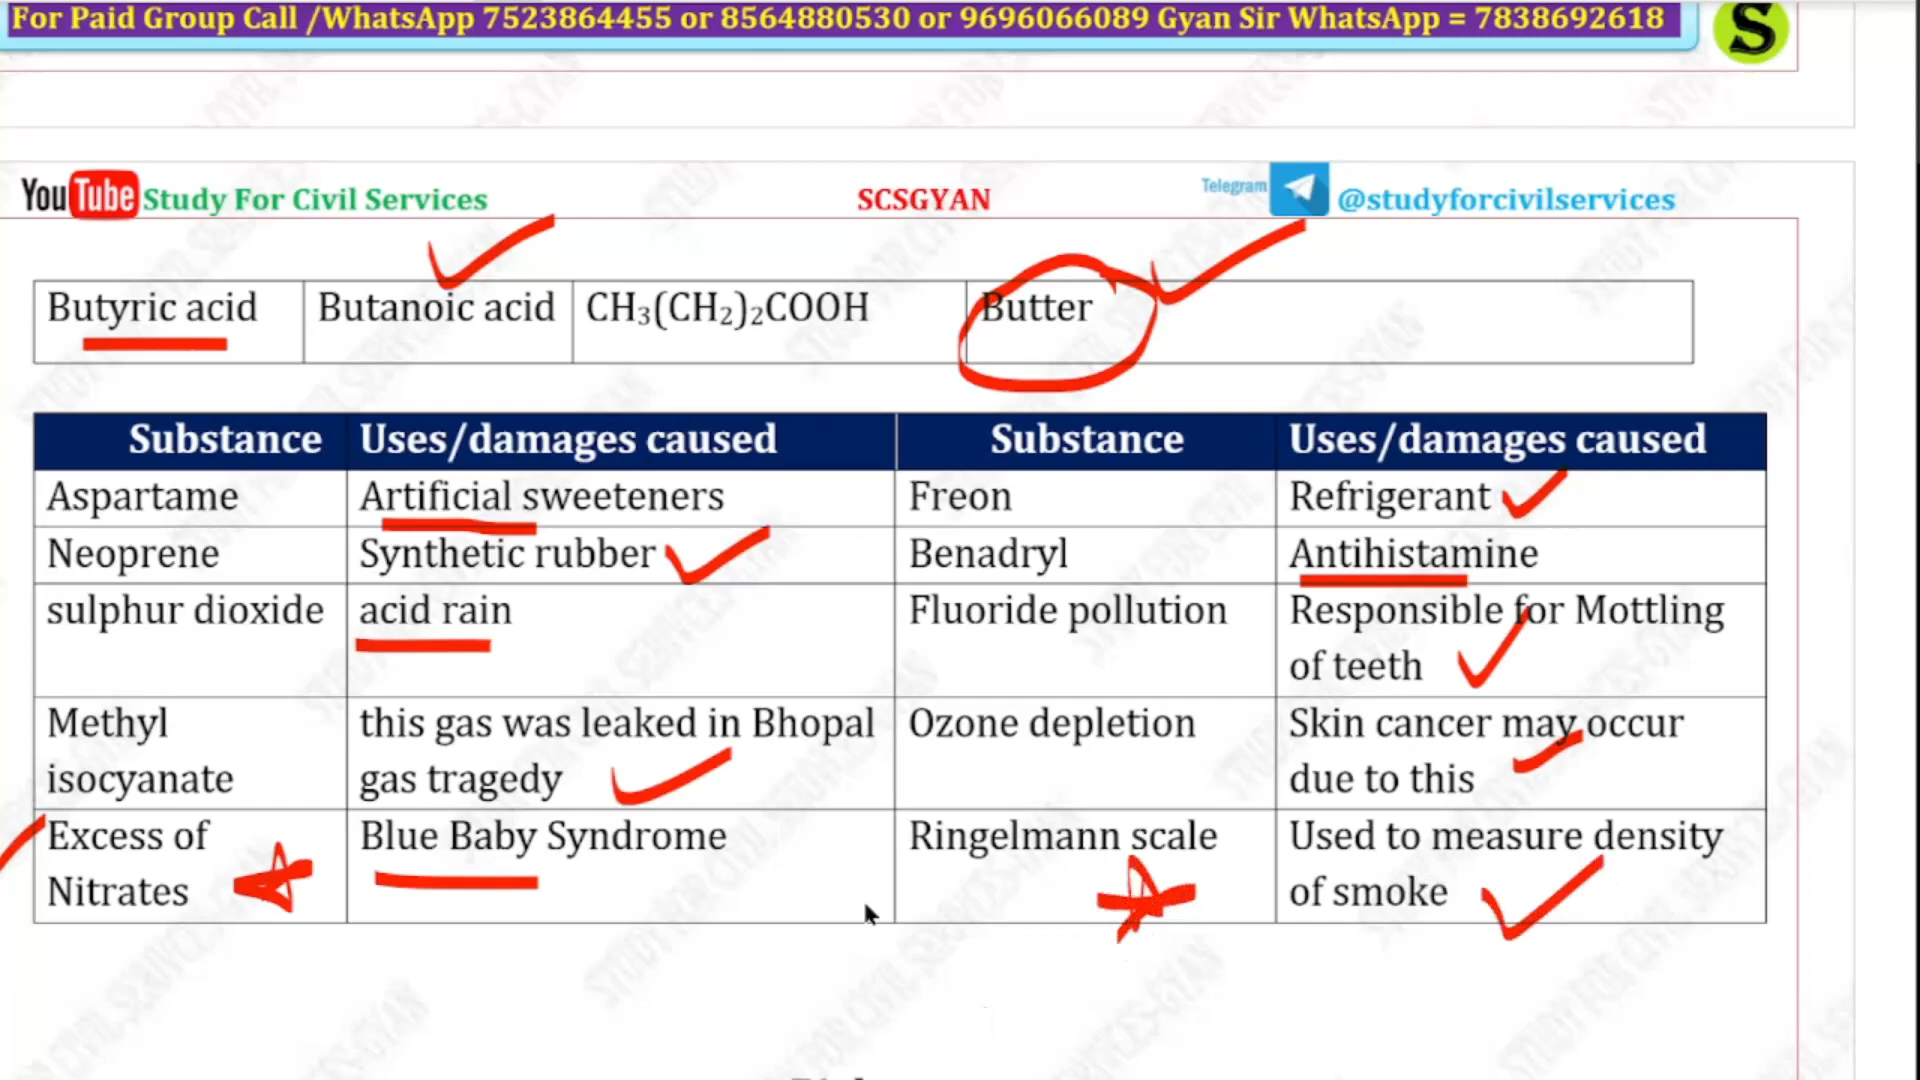 For Paid Group Call /WhatsApp 7523864455 or 8564880530 or 9696066089 Gyan Sir WhatsApp = 7838692618
S
YouTube Study For Civil Services
SCSGYAN
Telegram @studyforcivilservices
Butyric acid Butanoic acid CH₃(CH₂)₂COOH Butter
Substance Uses/damages caused Substance Uses/damages caused
Aspartame Artificial sweeteners Freon Refrigerant
Neoprene Synthetic rubber Benadryl Antihistamine
sulphur dioxide acid rain Fluoride pollution Responsible for Mottling
of teeth
Methyl this gas was leaked in Bhopal Ozone depletion Skin cancer may occur
isocyanate gas tragedy due to this
Excess of Blue Baby Syndrome Ringelmann scale Used to measure density
Nitrates of smoke